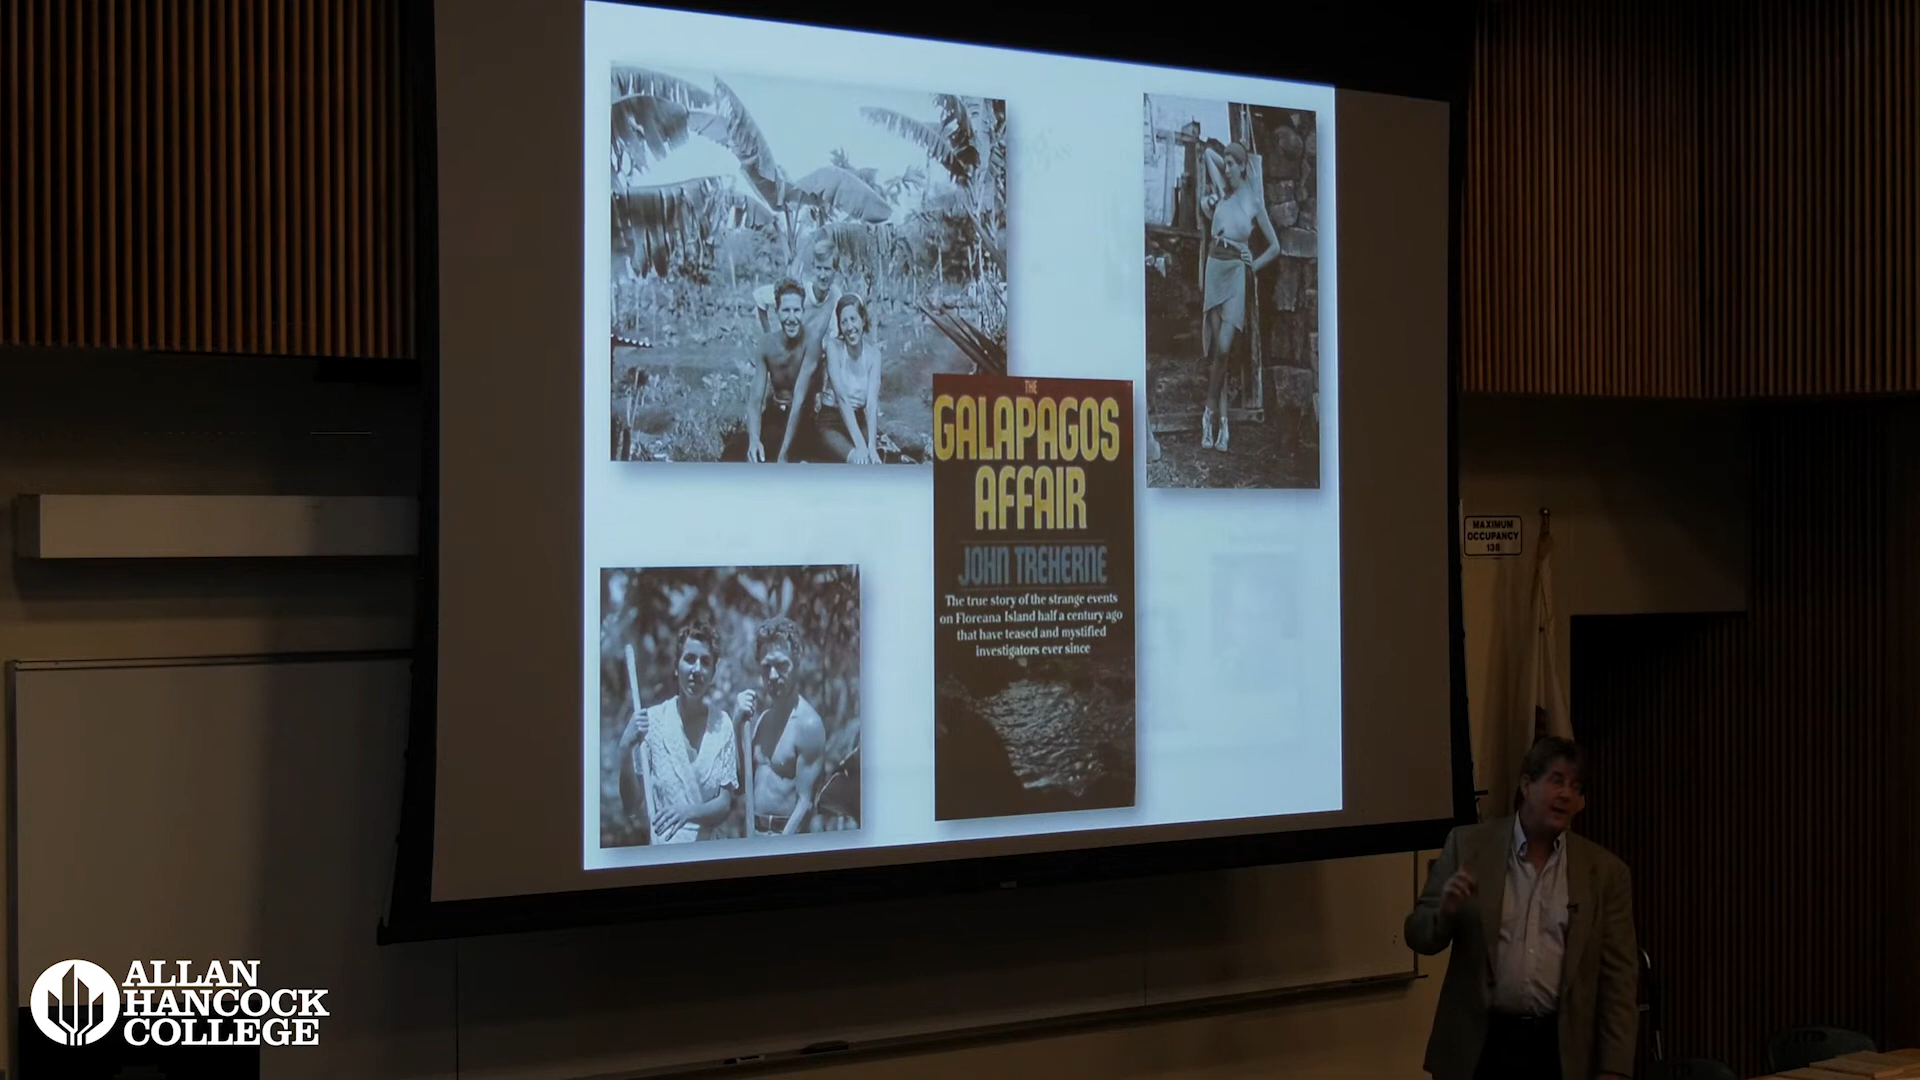 THE
GALAPAGOS
AFFAIR
JOHN TREHERNE
The true story of the strange events
on Floreana Island half a century ago
that have teased and mystified
investigators ever since
MAXIMUM
OCCUPANCY
138
ALLAN
HANCOCK
COLLEGE